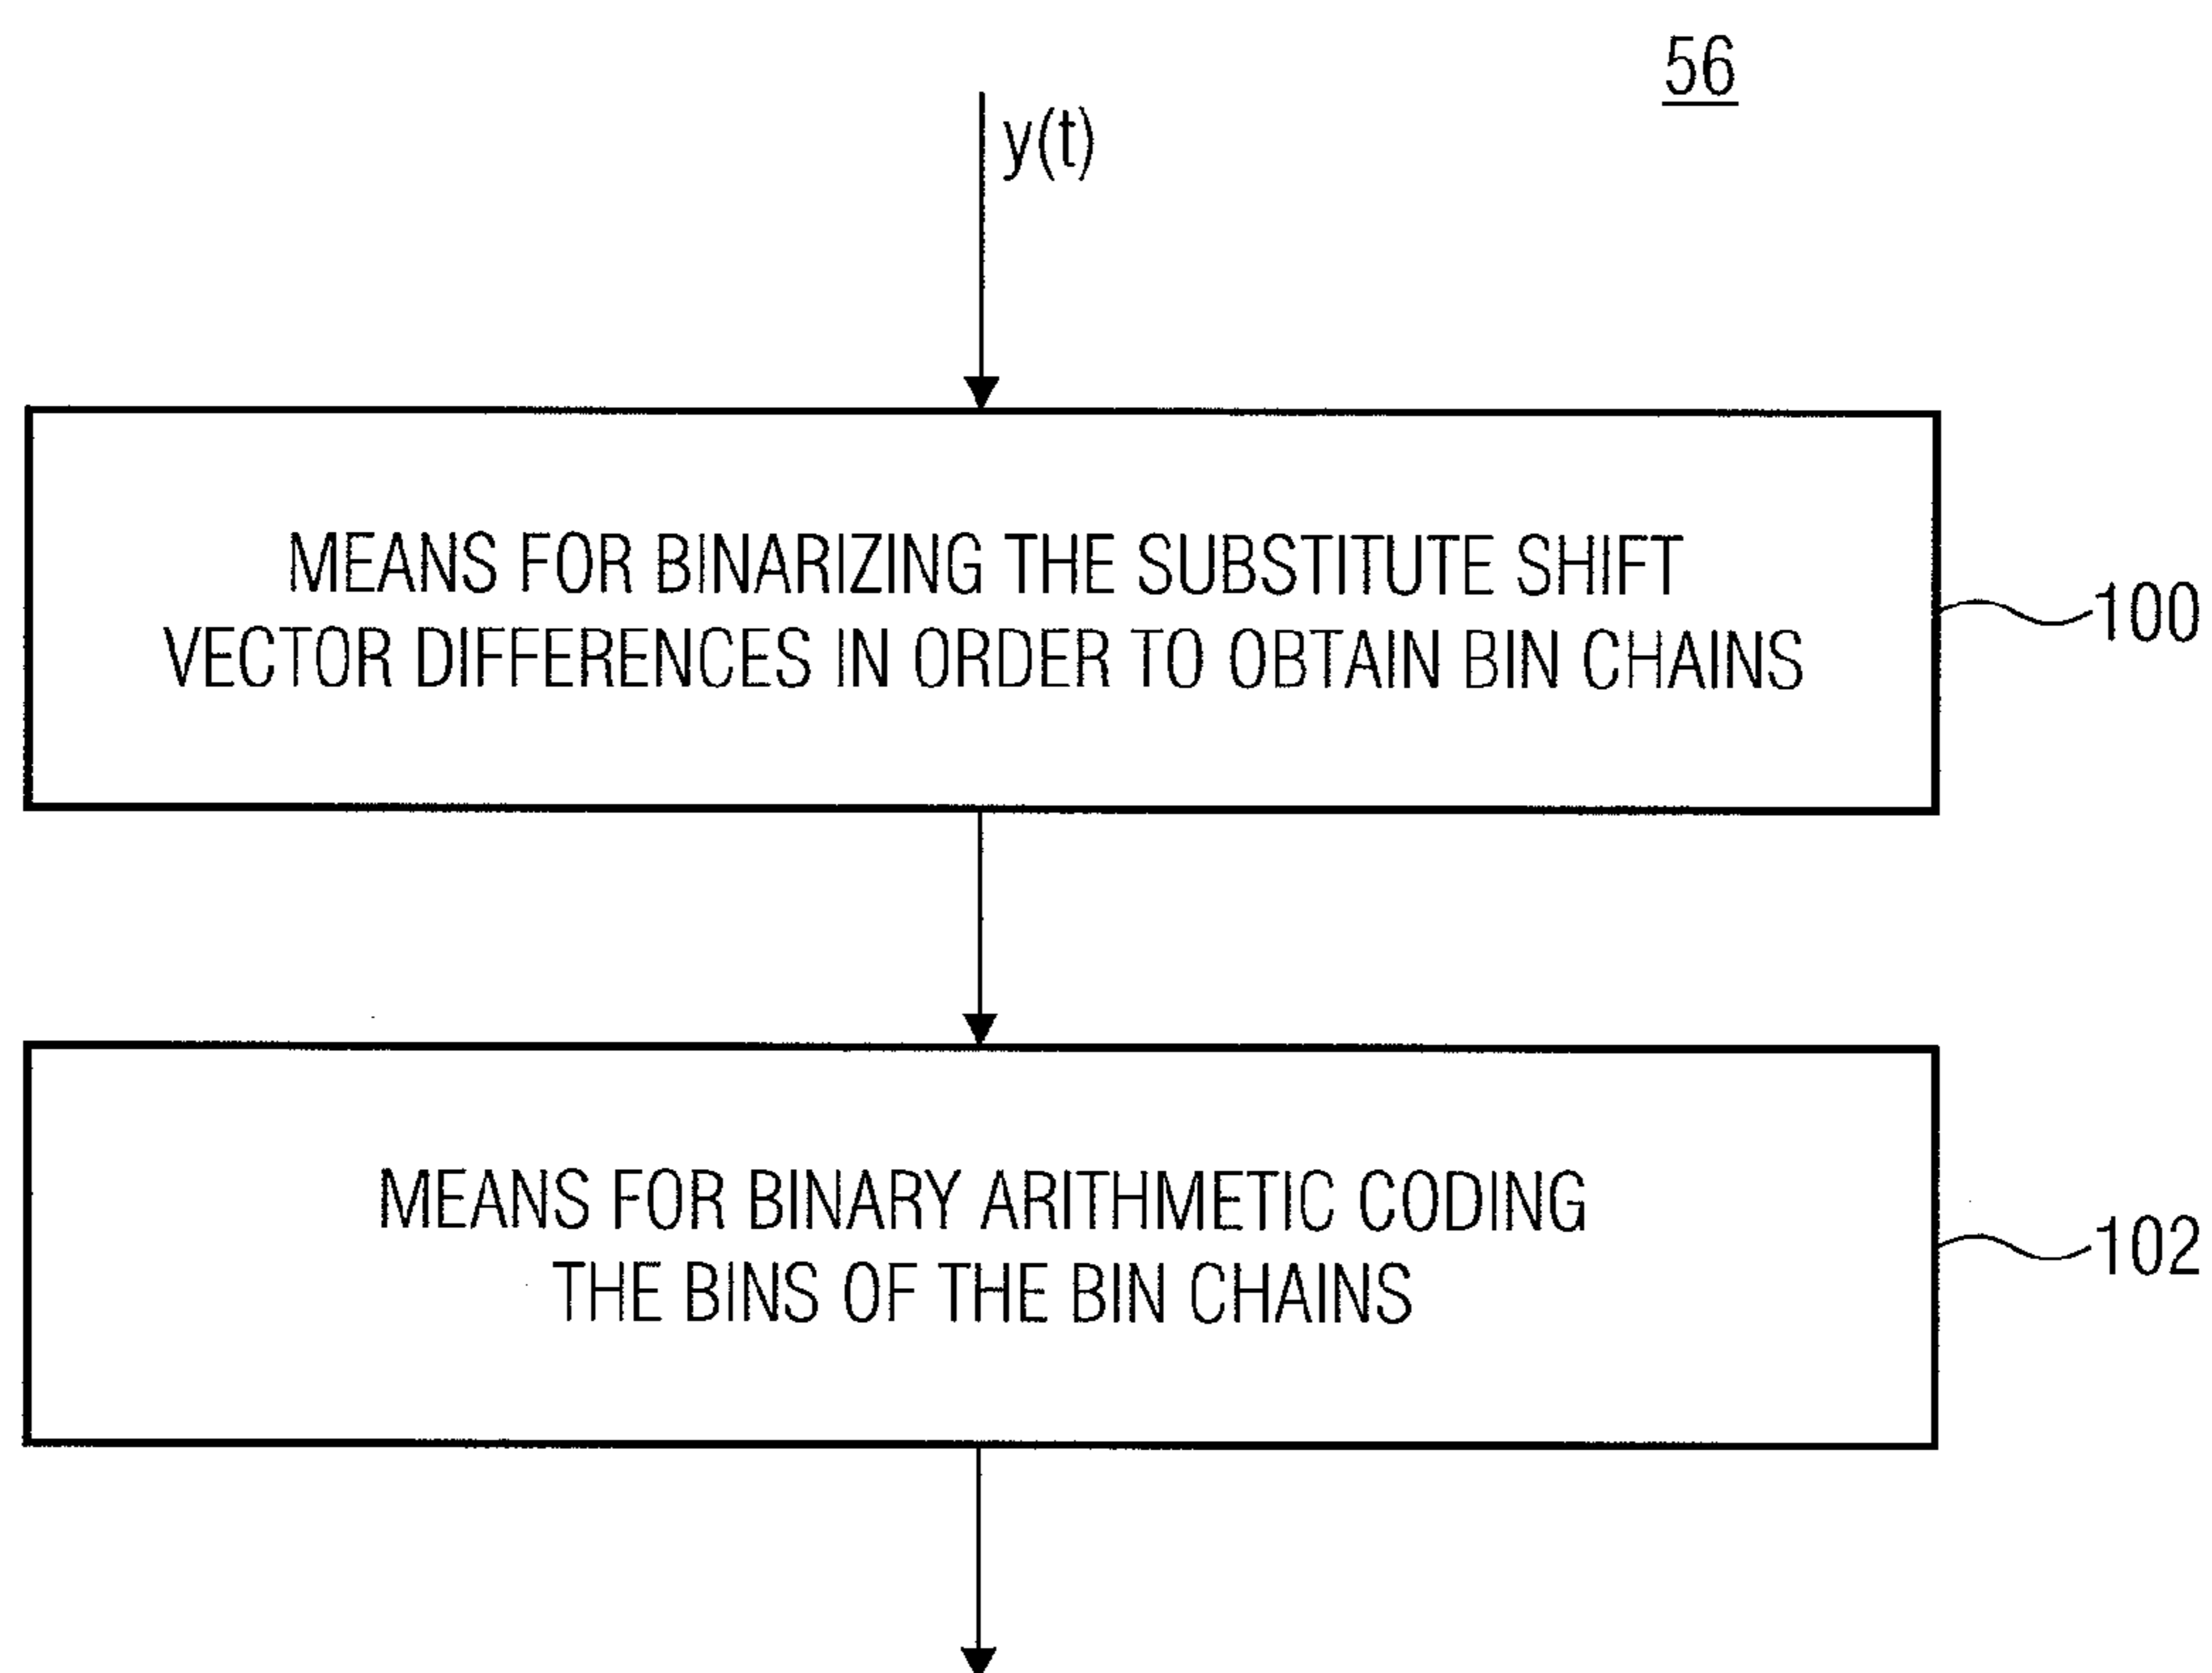 56
y(t)
MEANS FOR BINARIZING THE SUBSTITUTE SHIFT
VECTOR DIFFERENCES IN ORDER TO OBTAIN BIN CHAINS
100
MEANS FOR BINARY ARITHMETIC CODING
THE BINS OF THE BIN CHAINS
102